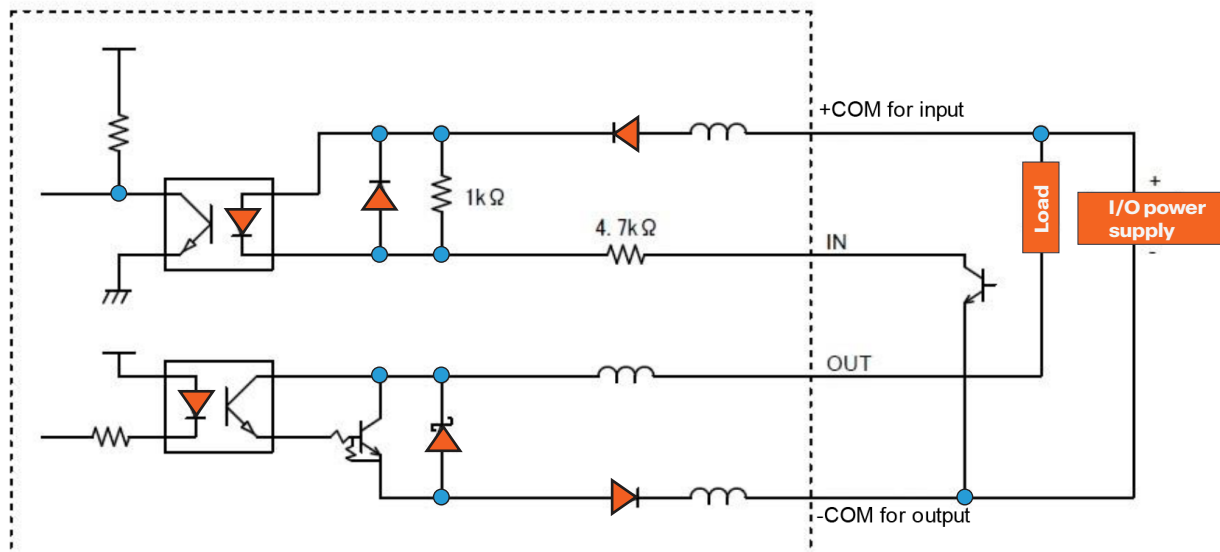 +COM for input
1kΩ
4.7kΩ
IN
Load
+
I/O power
supply
-
OUT
-COM for output